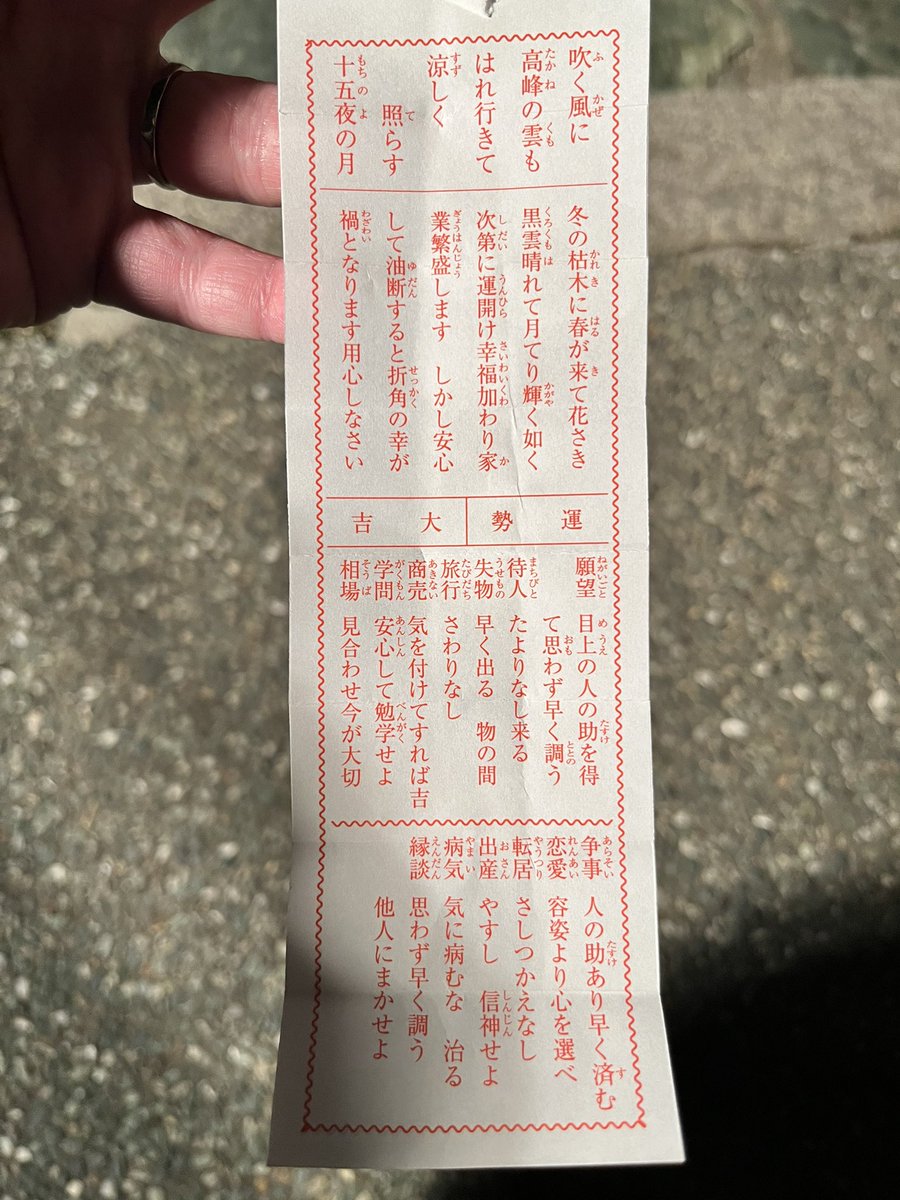 吹く風に
高峰の雲も
はれ行きて
涼しく
照らす
十五夜の月
冬の枯木に春が来て花さき
黒雲晴れて月てり輝く如く
次第に運開け幸福加わり家
業繁盛します しかし安心
して油断すると折角の幸が
禍となります用心しなさい
運勢 大吉
願望 目上の人の助を得
て思わず早く調う
待人 たよりなし来る
失物 早く出る 物の間
旅行 さわりなし
商売 気を付けてすれば吉
学問 安心して勉学せよ
相場 見合わせ今が大切
争事 人の助あり早く済む
恋愛 容姿より心を選べ
転居 さしつかえなし
出産 やすし 信神せよ
病気 気に病むな 治る
縁談 思わず早く調う
他人にまかせよ